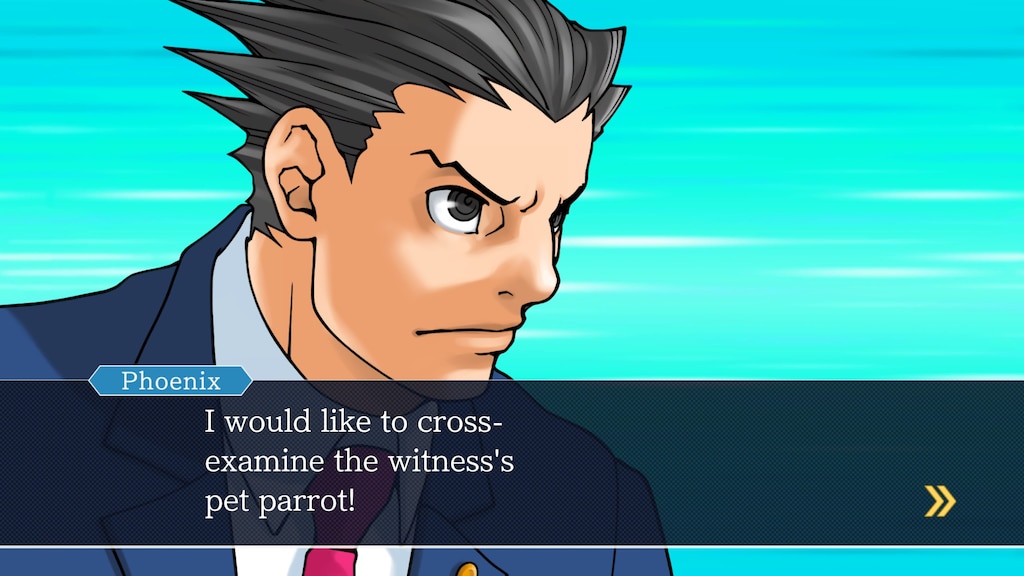 Phoenix
I would like to cross-
examine the witness's
pet parrot!